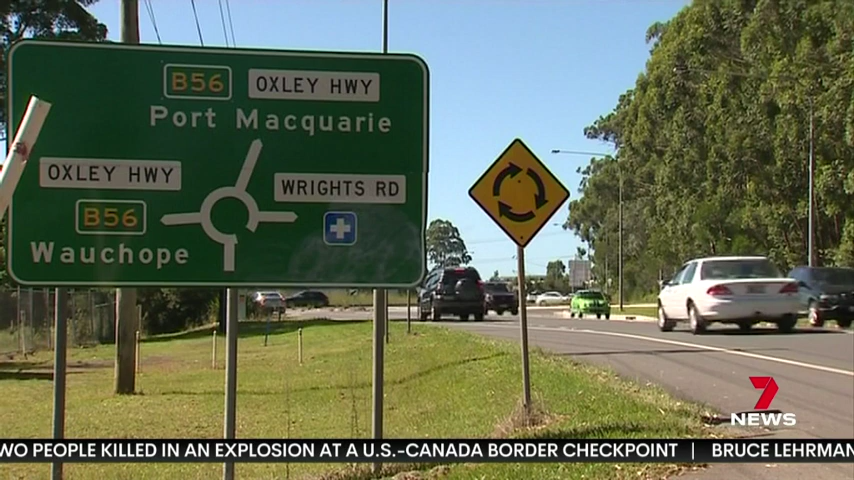 B56 OXLEY HWY
Port Macquarie
OXLEY HWY
WRIGHTS RD
B56
Wauchope
7
NEWS
WO PEOPLE KILLED IN AN EXPLOSION AT A U.S.-CANADA BORDER CHECKPOINT | BRUCE LEHRMAN